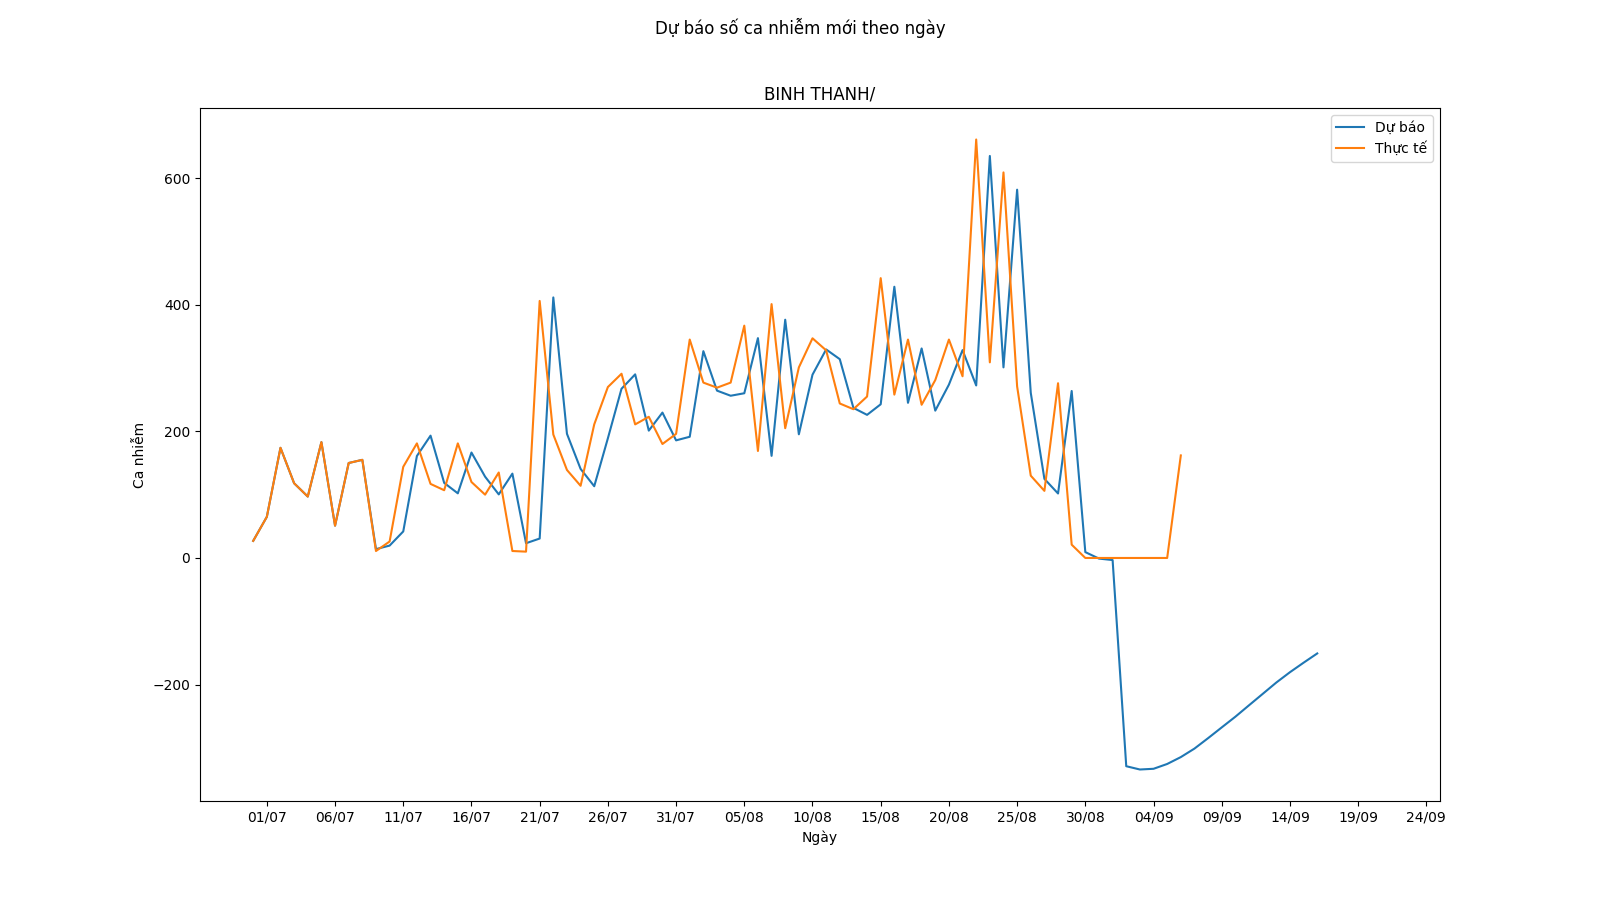 Dự báo số ca nhiễm mới theo ngày
BINH THANH/
Dự báo
Thực tế
Ca nhiễm
600
400
200
0
−200
01/07 06/07 11/07 16/07 21/07 26/07 31/07 05/08 10/08 15/08 20/08 25/08 30/08 04/09 09/09 14/09 19/09 24/09
Ngày